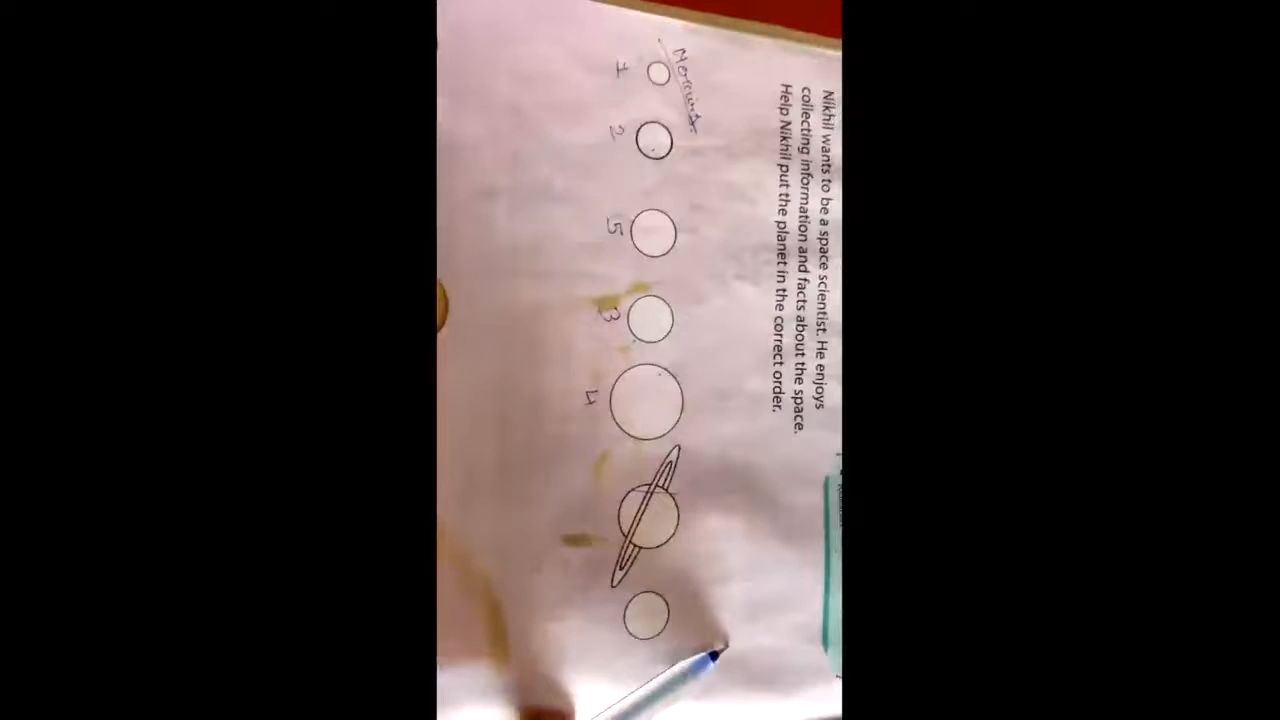 Nikhil wants to be a space scientist. He enjoys
collecting information and facts about the space.
Help Nikhil put the planet in the correct order.
1 2 5 3 4